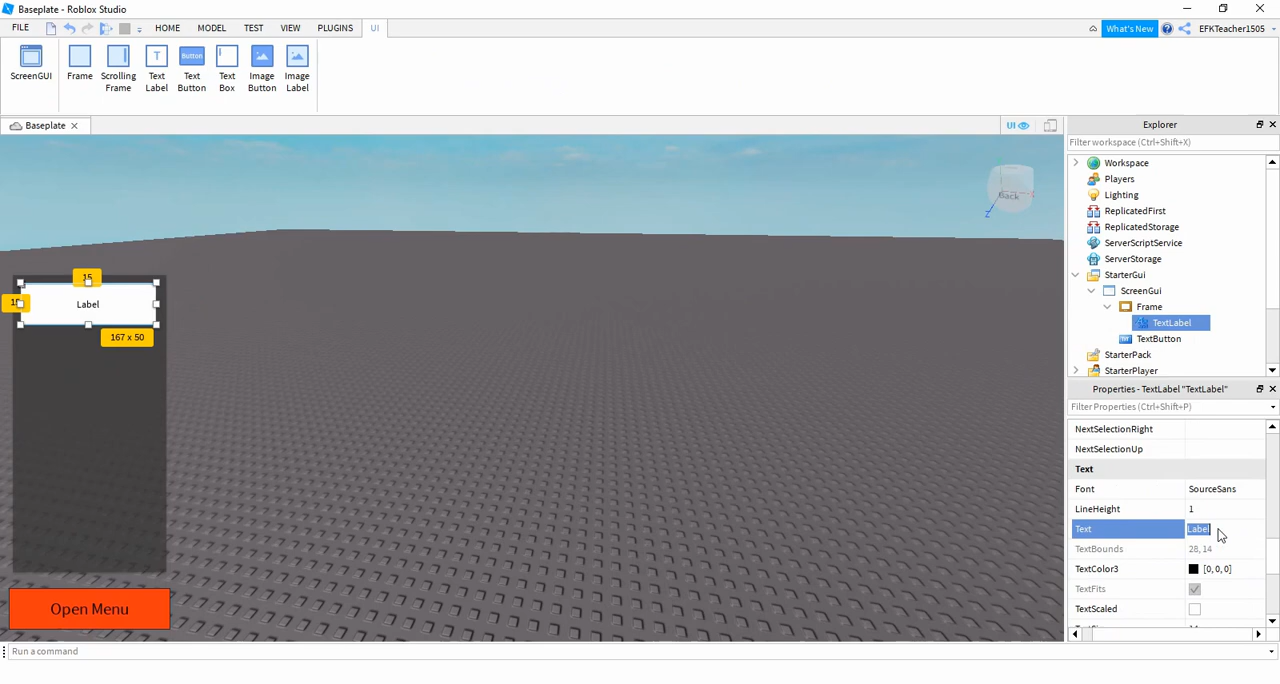 Baseplate - Roblox Studio
FILE HOME MODEL TEST VIEW PLUGINS UI What's New EFKTeacher1505
ScreenGUI Frame Scrolling Frame Text Label Text Button Text Box Image Button Image Label
T Button
Baseplate UI
Explorer
Filter workspace (Ctrl+Shift+X)
Workspace
Players
Lighting
ReplicatedFirst
ReplicatedStorage
ServerScriptService
ServerStorage
StarterGui
ScreenGui
Frame
TextLabel
TextButton
StarterPack
StarterPlayer
Back
Z
15
Label
167 x 50
Open Menu
Properties - TextLabel "TextLabel"
Filter Properties (Ctrl+Shift+P)
NextSelectionRight
NextSelectionUp
Text
Font SourceSans
LineHeight 1
Text Label
TextBounds 28, 14
TextColor3 [0, 0, 0]
TextFits
TextScaled
Run a command